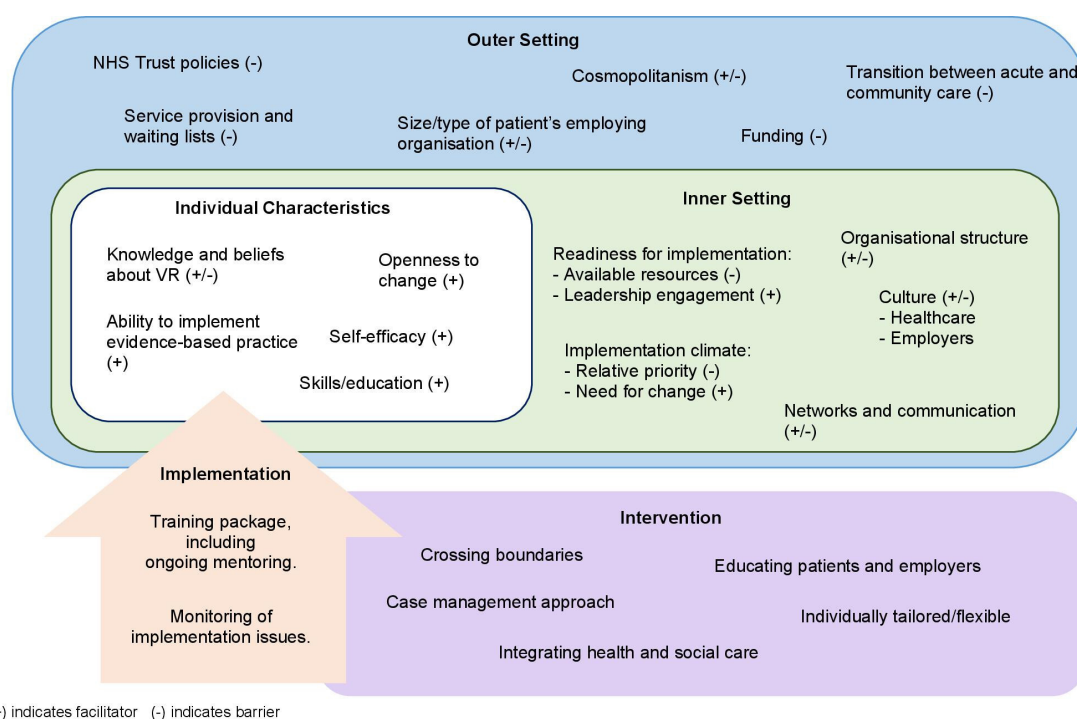 Outer Setting
NHS Trust policies (-)
Cosmopolitanism (+/-)
Transition between acute and
community care (-)
Service provision and
waiting lists (-)
Size/type of patient's employing
organisation (+/-)
Funding (-)
Individual Characteristics
Knowledge and beliefs
about VR (+/-)
Openness to
change (+)
Ability to implement
evidence-based practice
(+)
Self-efficacy (+)
Skills/education (+)
Inner Setting
Readiness for implementation:
- Available resources (-)
- Leadership engagement (+)
Organisational structure
(+/-)
Culture (+/-)
- Healthcare
- Employers
Implementation climate:
- Relative priority (-)
- Need for change (+)
Networks and communication
(+/-)
Implementation
Training package,
including
ongoing mentoring.
Monitoring of
implementation issues.
Intervention
Crossing boundaries
Educating patients and employers
Case management approach
Individually tailored/flexible
Integrating health and social care
) indicates facilitator (-) indicates barrier